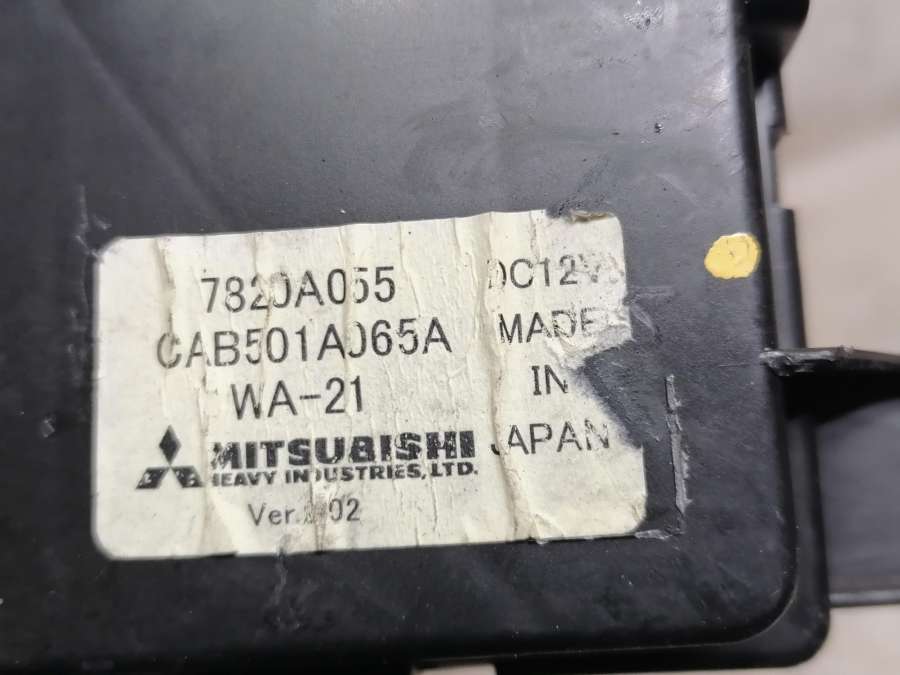 7820A055
CAB501A065A
WA-21
MITSUBISHI
HEAVY INDUSTRIES, LTD.
DC12V
MADE
IN
JAPAN